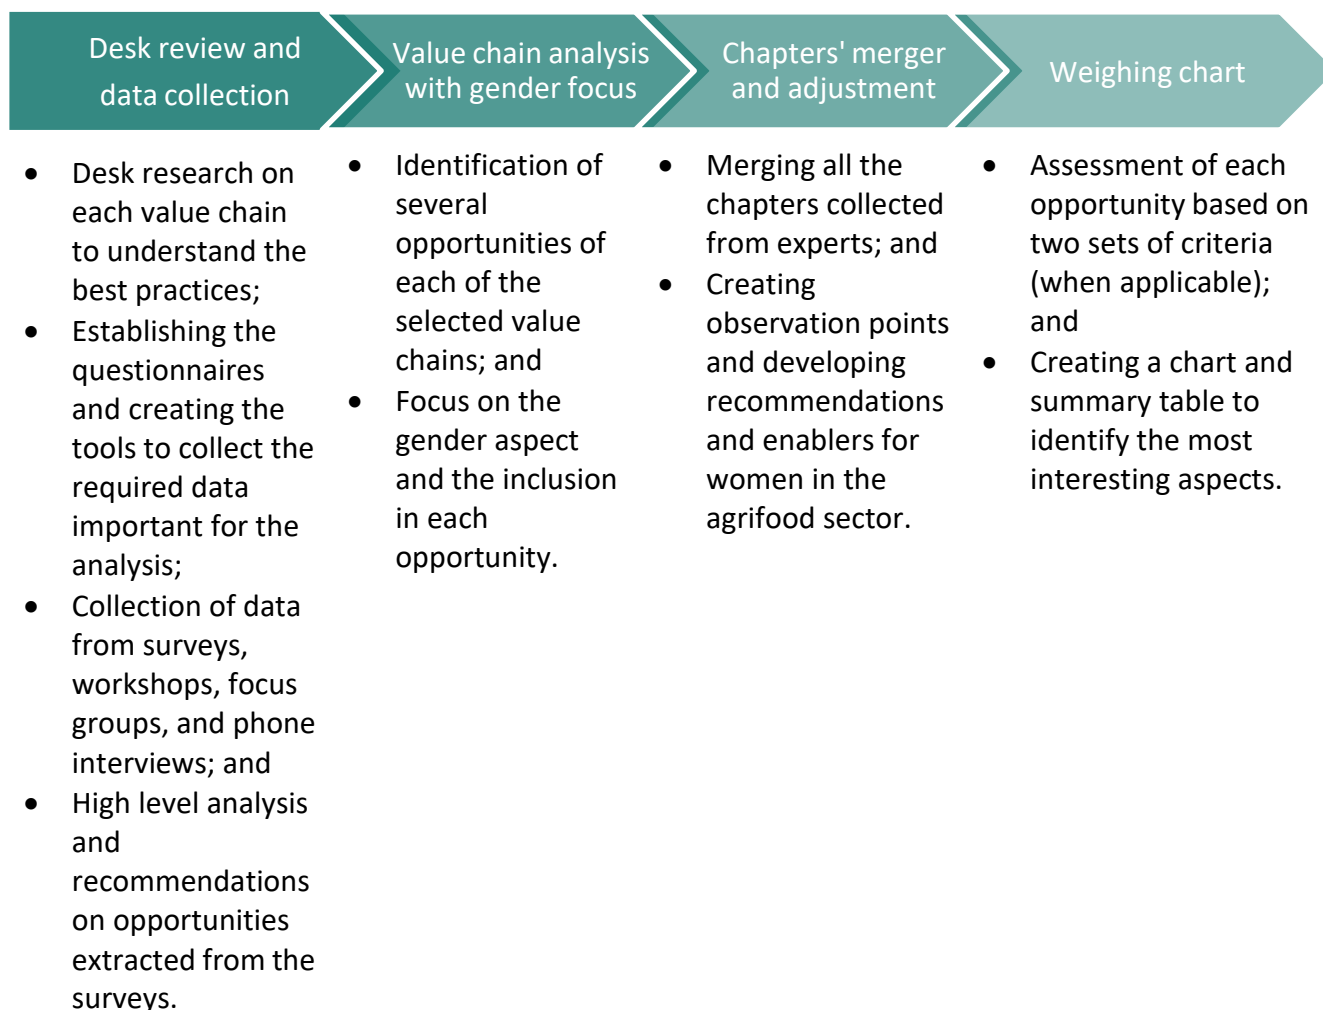 Desk review and
data collection
Value chain analysis
with gender focus
Chapters' merger
and adjustment
Weighing chart
• Desk research on
each value chain
to understand the
best practices;
• Establishing the
questionnaires
and creating the
tools to collect the
required data
important for the
analysis;
• Collection of data
from surveys,
workshops, focus
groups, and phone
interviews; and
• High level analysis
and
recommendations
on opportunities
extracted from the
surveys.
• Identification of
several
opportunities of
each of the
selected value
chains; and
• Focus on the
gender aspect
and the inclusion
in each
opportunity.
• Merging all the
chapters collected
from experts; and
• Creating
observation points
and developing
recommendations
and enablers for
women in the
agrifood sector.
• Assessment of each
opportunity based on
two sets of criteria
(when applicable);
and
• Creating a chart and
summary table to
identify the most
interesting aspects.